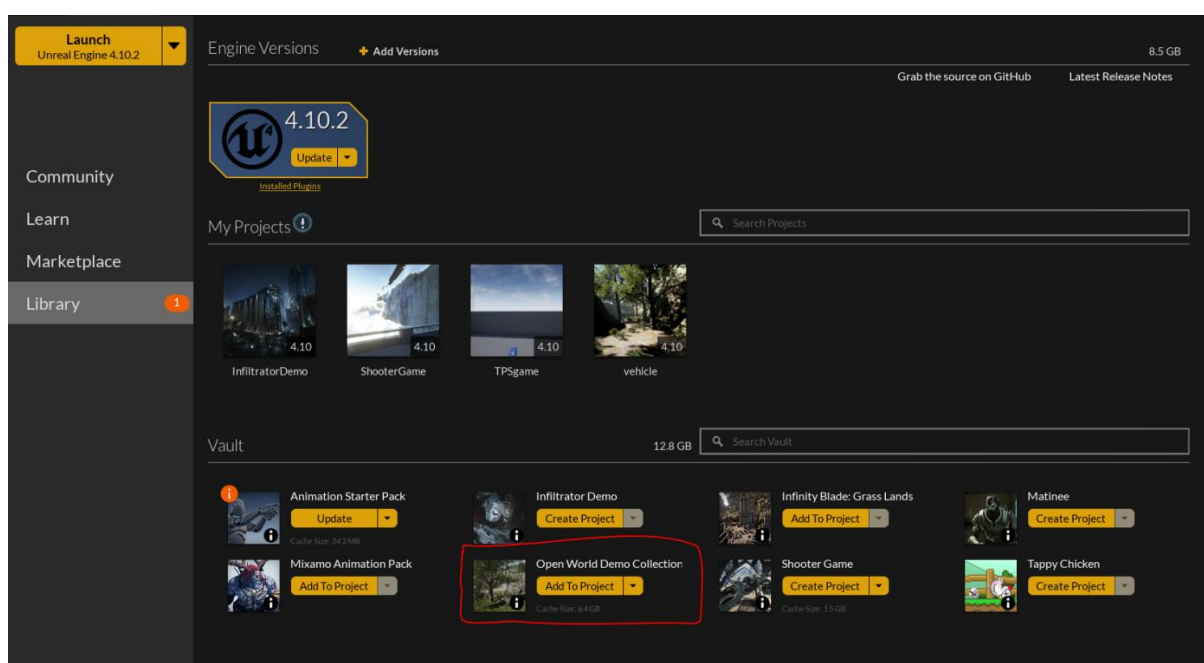 Launch
Unreal Engine 4.10.2
Engine Versions
Add Versions
8.5 GB
Grab the source on GitHub
Latest Release Notes
4.10.2
Update
Installed Plugins
Community
Learn
Marketplace
Library
1
My Projects
Search Projects
4.10
4.10
4.10
4.10
InfiltratorDemo
ShooterGame
TPSgame
vehicle
Vault
12.8 GB
Search Vault
Animation Starter Pack
Update
Cache Size: 24.2 MB
Infiltrator Demo
Create Project
Infinity Blade: Grass Lands
Add To Project
Matinee
Create Project
Mixamo Animation Pack
Add To Project
Open World Demo Collection
Add To Project
Cache Size: 6.4 GB
Shooter Game
Create Project
Cache Size: 1.5 GB
Tappy Chicken
Create Project